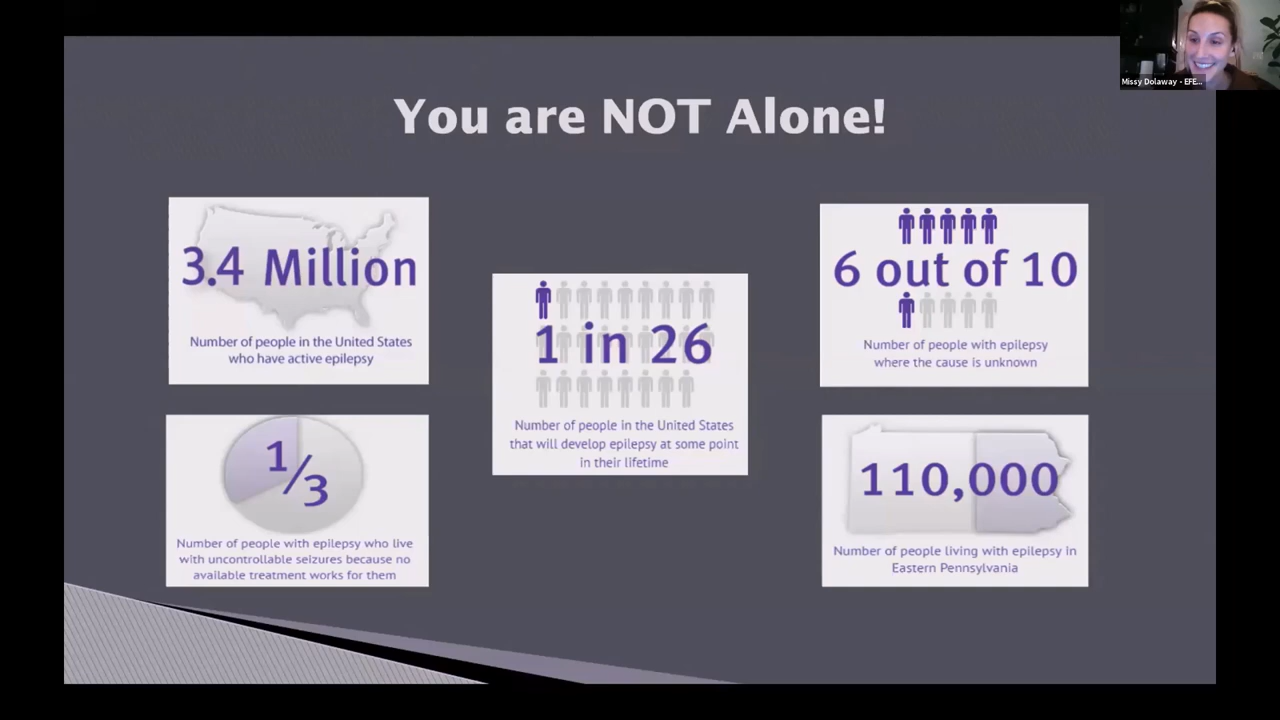 Missy Dolaway - EFE...
You are NOT Alone!
3.4 Million
Number of people in the United States
who have active epilepsy
1/3
Number of people with epilepsy who live
with uncontrollable seizures because no
available treatment works for them
1 in 26
Number of people in the United States
that will develop epilepsy at some point
in their lifetime
6 out of 10
Number of people with epilepsy
where the cause is unknown
110,000
Number of people living with epilepsy in
Eastern Pennsylvania